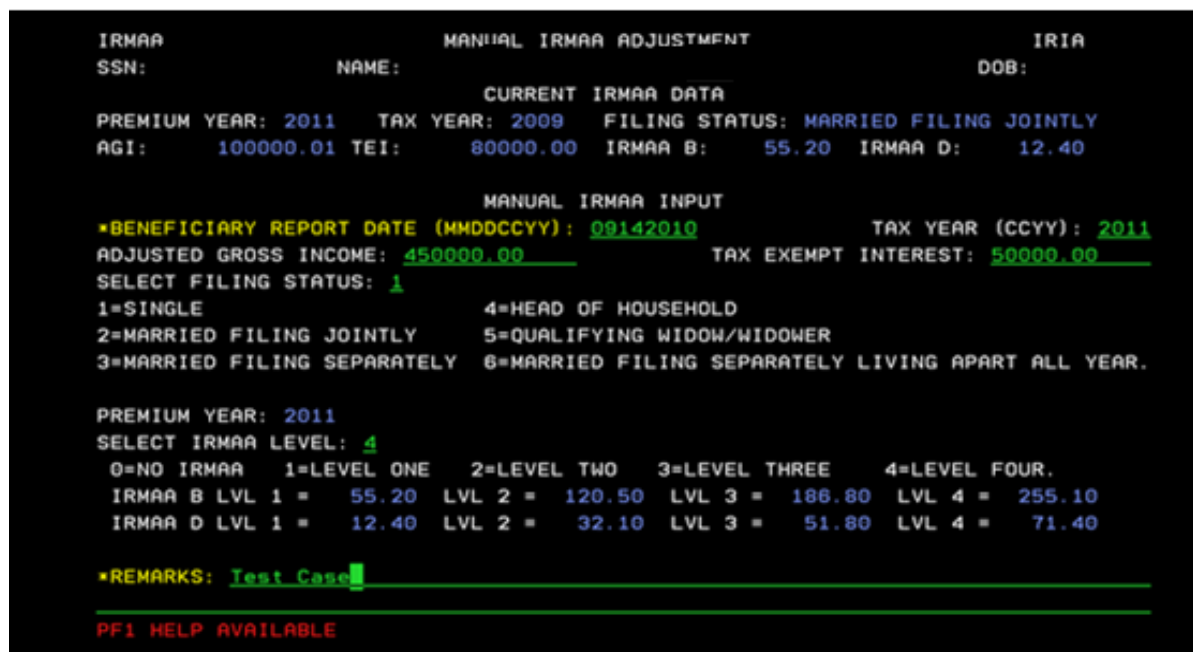 IRMAA MANUAL IRMAA ADJUSTMENT IRIA
SSN: NAME: DOB:
CURRENT IRMAA DATA
PREMIUM YEAR: 2011 TAX YEAR: 2009 FILING STATUS: MARRIED FILING JOINTLY
AGI: 100000.01 TEI: 80000.00 IRMAA B: 55.20 IRMAA D: 12.40
MANUAL IRMAA INPUT
*BENEFICIARY REPORT DATE (MMDDCCYY): 09142010 TAX YEAR (CCYY): 2011
ADJUSTED GROSS INCOME: 450000.00 TAX EXEMPT INTEREST: 50000.00
SELECT FILING STATUS: 1
1=SINGLE 4=HEAD OF HOUSEHOLD
2=MARRIED FILING JOINTLY 5=QUALIFYING WIDOW/WIDOWER
3=MARRIED FILING SEPARATELY 6=MARRIED FILING SEPARATELY LIVING APART ALL YEAR.
PREMIUM YEAR: 2011
SELECT IRMAA LEVEL: 4
0=NO IRMAA 1=LEVEL ONE 2=LEVEL TWO 3=LEVEL THREE 4=LEVEL FOUR.
IRMAA B LVL 1 = 55.20 LVL 2 = 120.50 LVL 3 = 186.80 LVL 4 = 255.10
IRMAA D LVL 1 = 12.40 LVL 2 = 32.10 LVL 3 = 51.80 LVL 4 = 71.40
*REMARKS: Test Case
PF1 HELP AVAILABLE